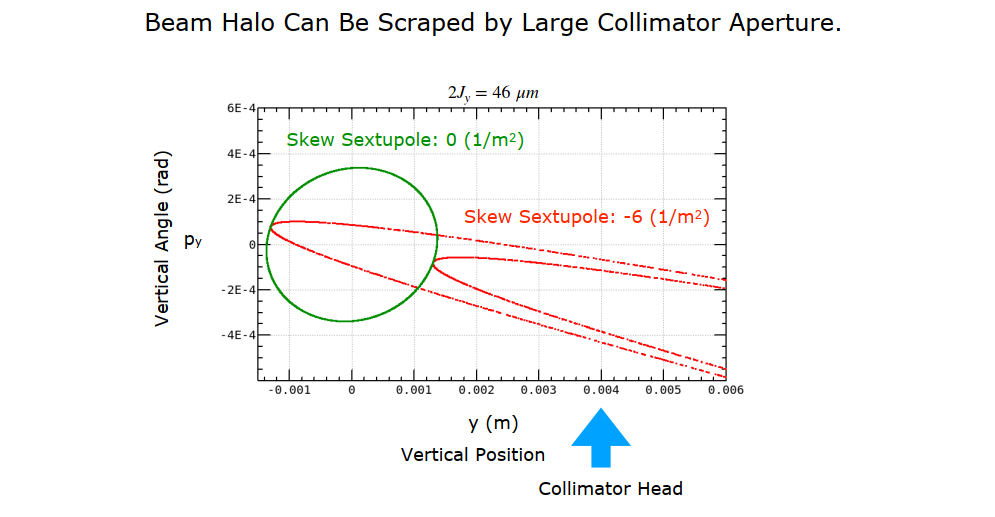 Beam Halo Can Be Scraped by Large Collimator Aperture.
2Jy = 46 μm
6E-4
Skew Sextupole: 0 (1/m²)
4E-4
2E-4
Skew Sextupole: -6 (1/m²)
Vertical Angle (rad)
py
0
-2E-4
-4E-4
-0.001 0 0.001 0.002 0.003 0.004 0.005 0.006
y (m)
Vertical Position
Collimator Head